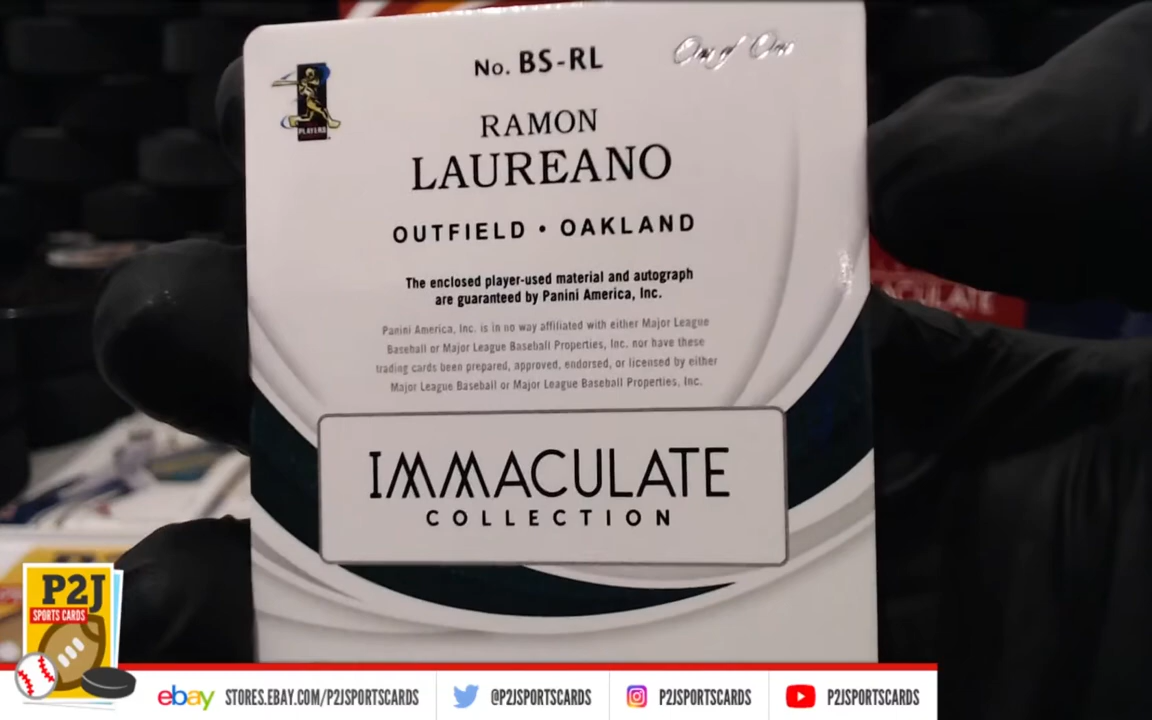 No. BS-RL
One of One
PLAYERS
RAMON
LAUREANO
OUTFIELD • OAKLAND
The enclosed player-used material and autograph
are guaranteed by Panini America, Inc.
Panini America, Inc. is in no way affiliated with either Major League
Baseball or Major League Baseball Properties, Inc. nor have these
trading cards been prepared, approved, endorsed, or licensed by either
Major League Baseball or Major League Baseball Properties, Inc.
IMMACULATE
COLLECTION
P2J
SPORTS CARDS
ebay STORES.EBAY.COM/P2JSPORTSCARDS @P2JSPORTSCARDS P2JSPORTSCARDS P2JSPORTSCARDS